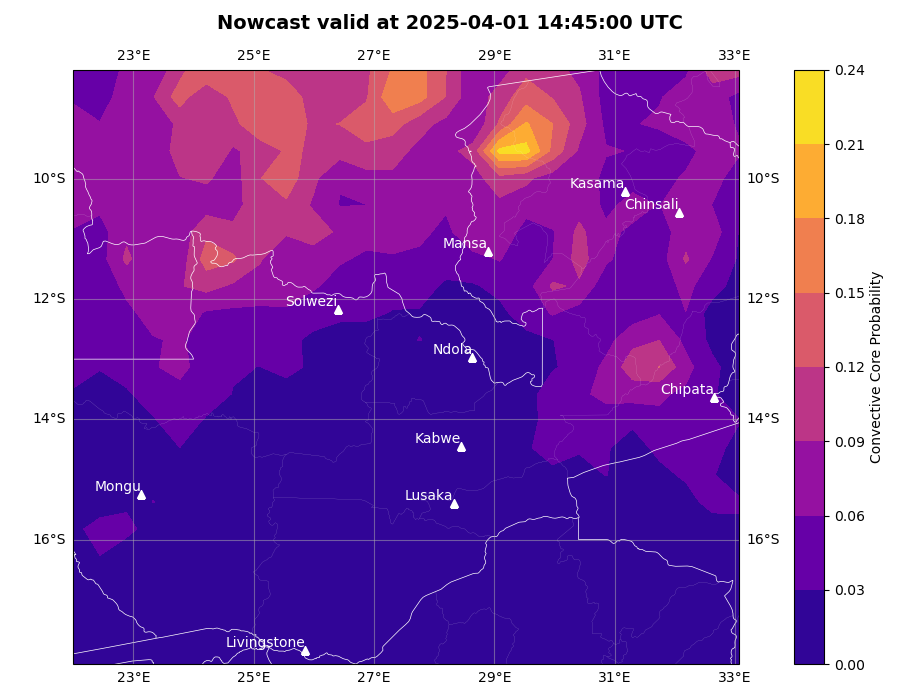 Nowcast valid at 2025-04-01 14:45:00 UTC
23°E 25°E 27°E 29°E 31°E 33°E
0.24
0.21
10°S 10°S
Kasama
Chinsali
0.18
Mansa
0.15
12°S 12°S
Solwezi
Ndola
0.12
Chipata
14°S 14°S
Kabwe
0.09
Mongu
Lusaka
0.06
16°S 16°S
0.03
Livingstone
0.00
23°E 25°E 27°E 29°E 31°E 33°E
Convective Core Probability